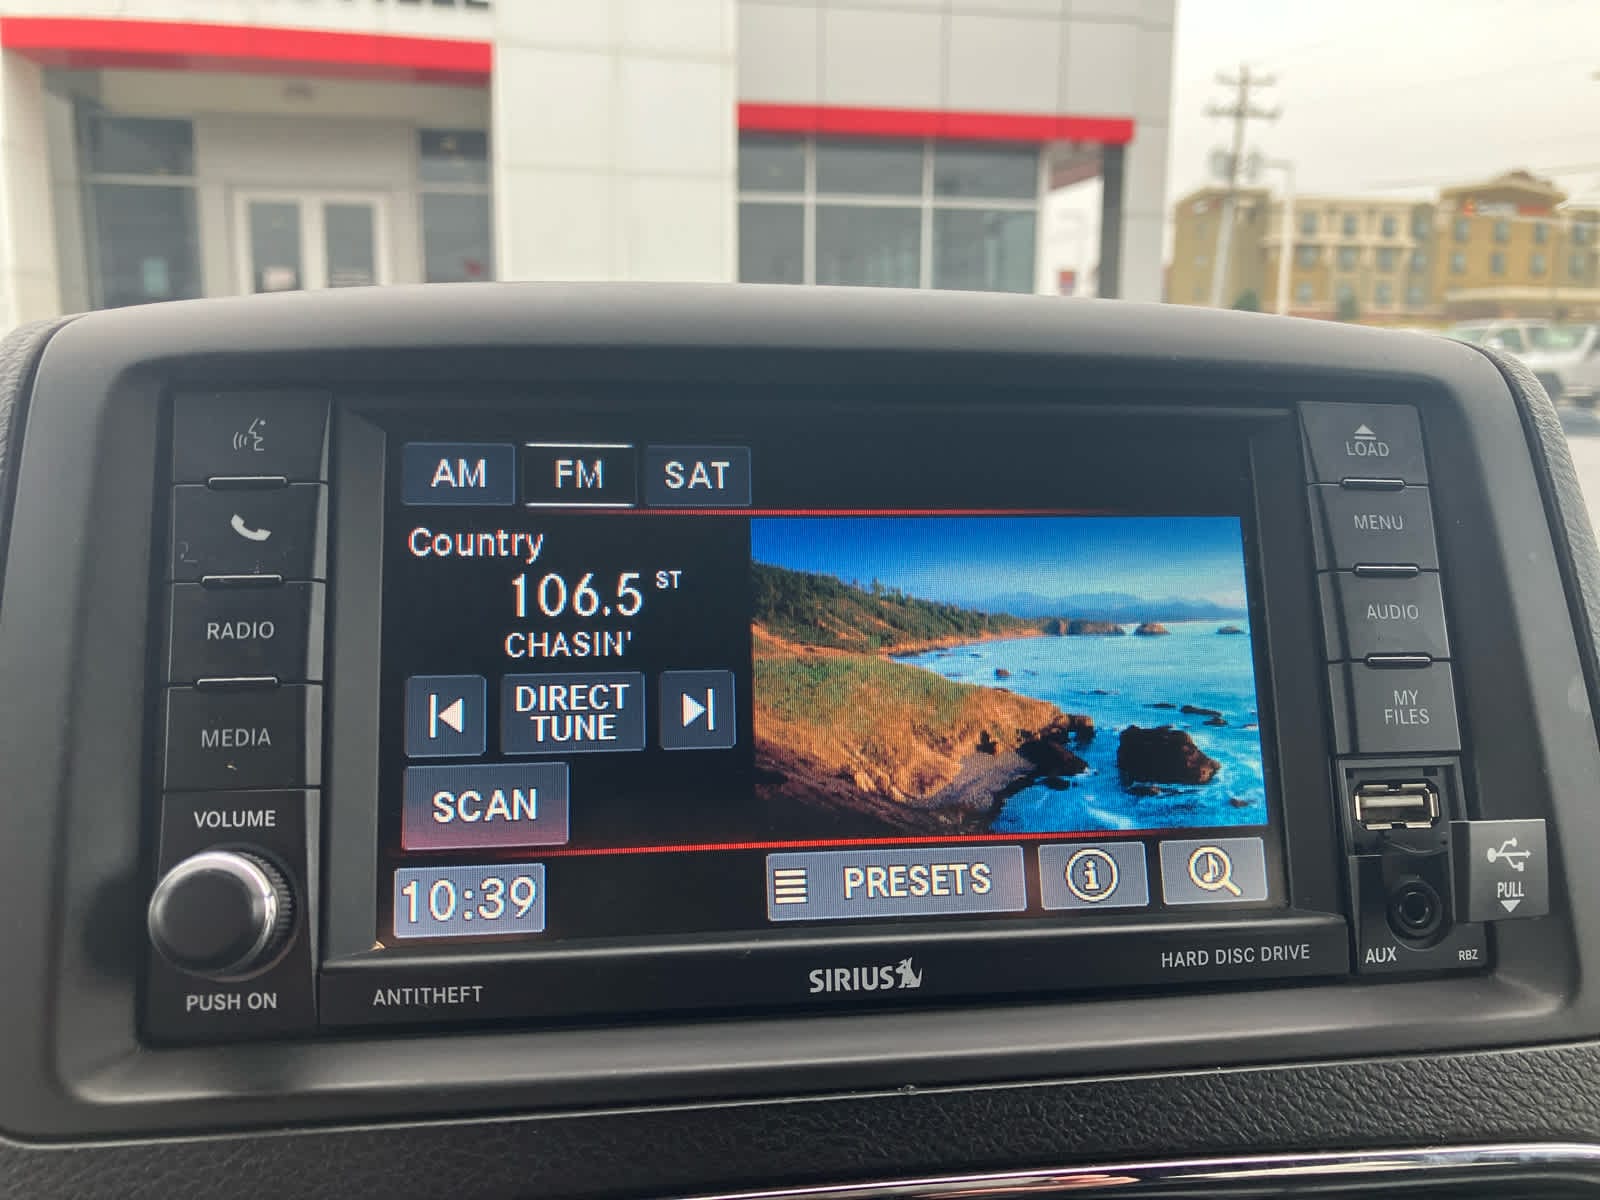 AM FM SAT
Country
106.5 ST
CHASIN'
DIRECT
TUNE
SCAN
10:39
PRESETS
RADIO
MEDIA
VOLUME
PUSH ON
LOAD
MENU
AUDIO
MY
FILES
PULL
AUX
RBZ
ANTITHEFT
SIRIUS
HARD DISC DRIVE